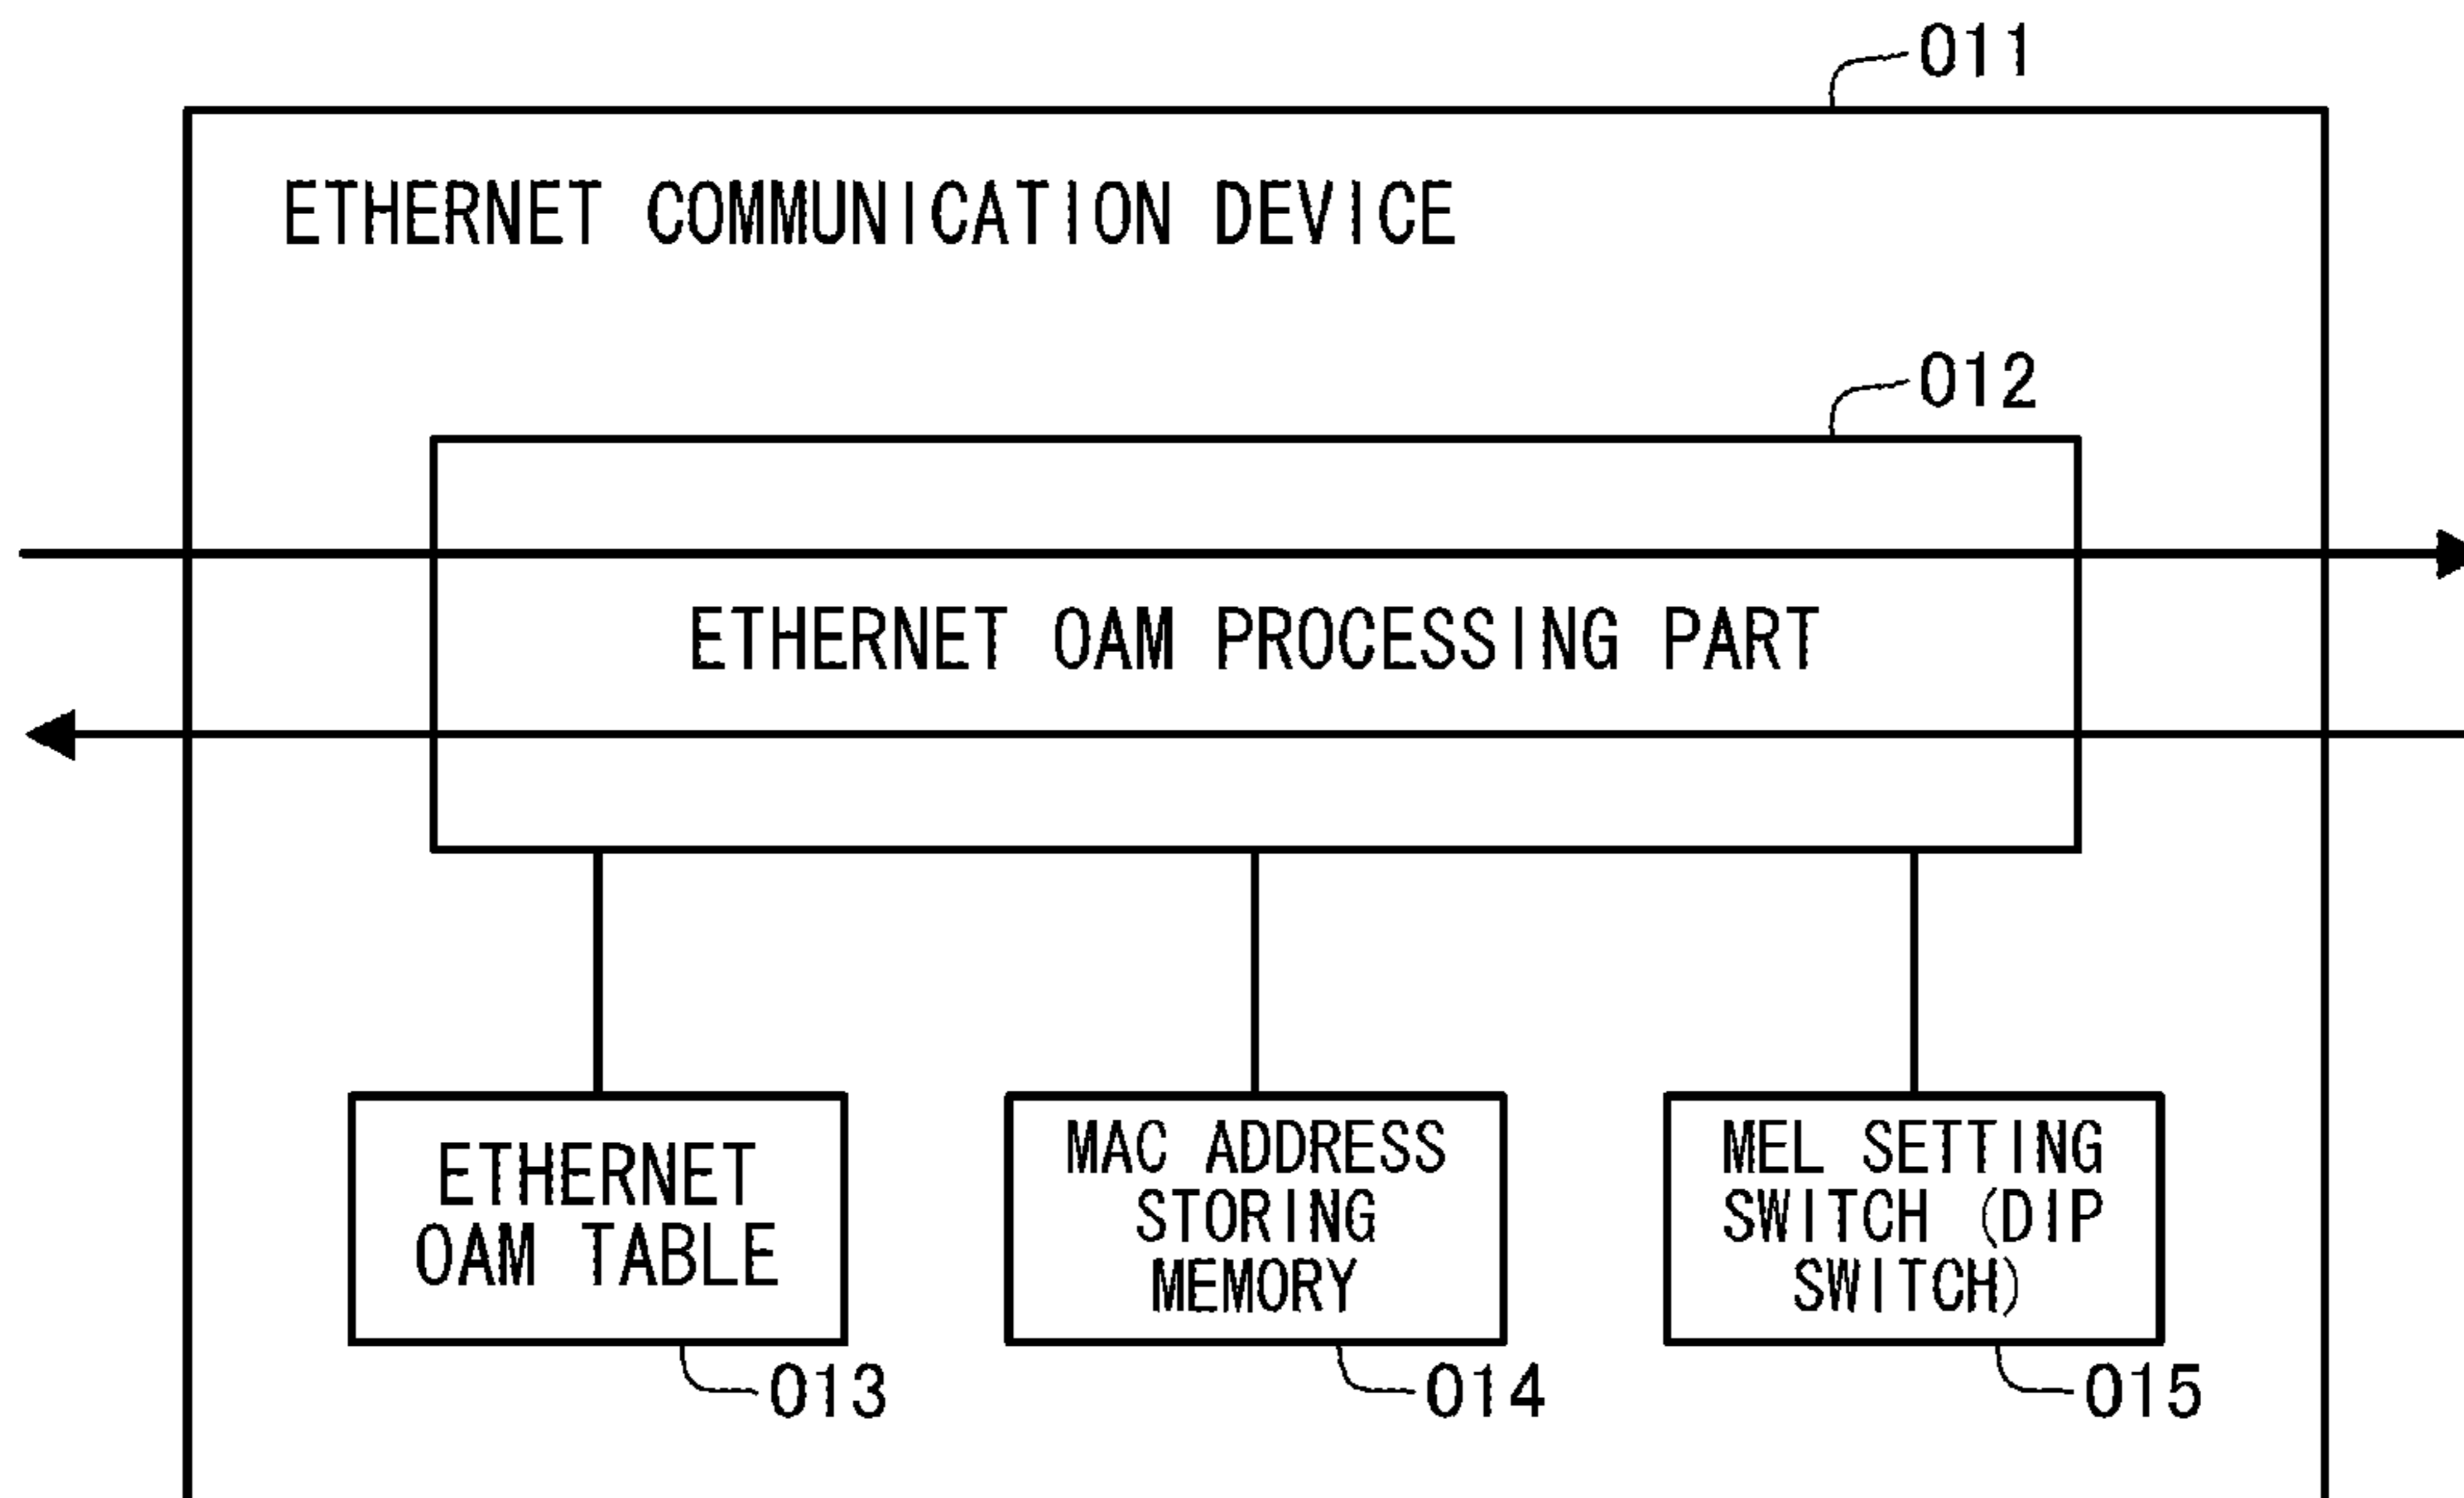 011
ETHERNET COMMUNICATION DEVICE
012
ETHERNET OAM PROCESSING PART
ETHERNET
OAM TABLE
013
MAC ADDRESS
STORING
MEMORY
014
MEL SETTING
SWITCH (DIP
SWITCH)
015